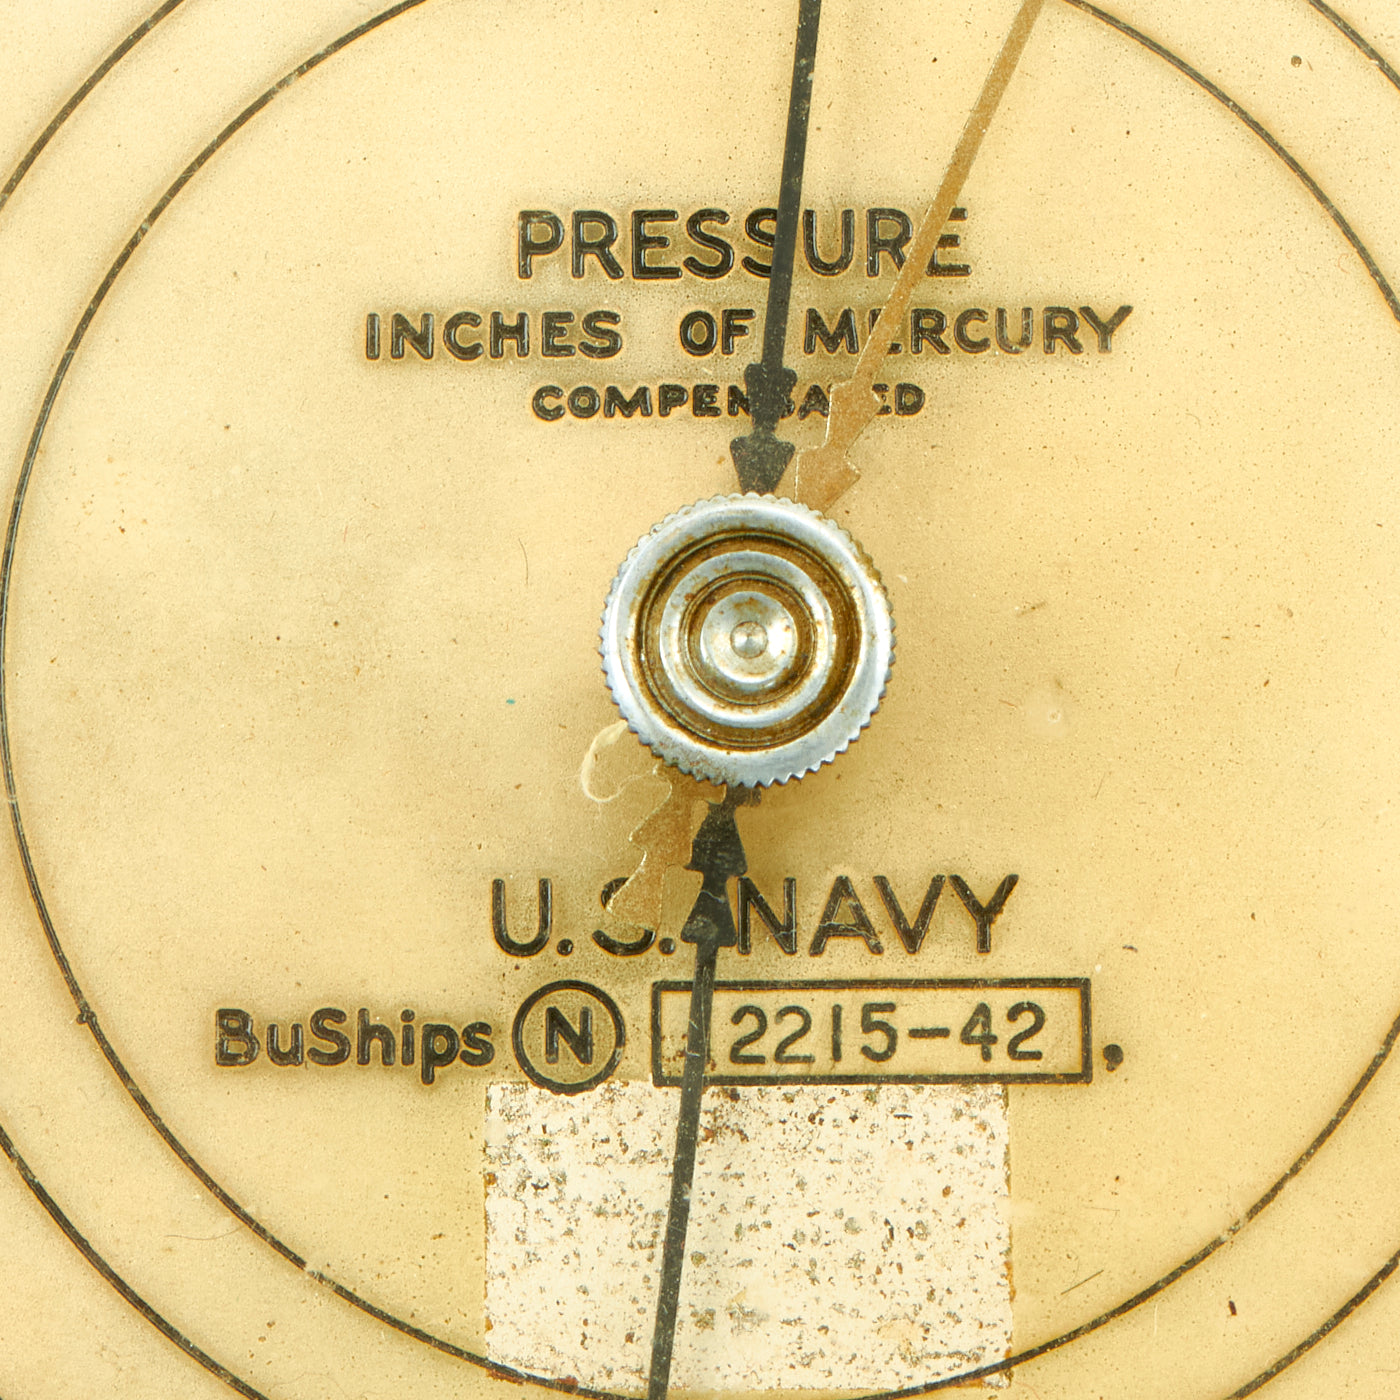 PRESSURE
INCHES OF MERCURY
COMPENSATED
U.S. NAVY
BuShips N 2215-42